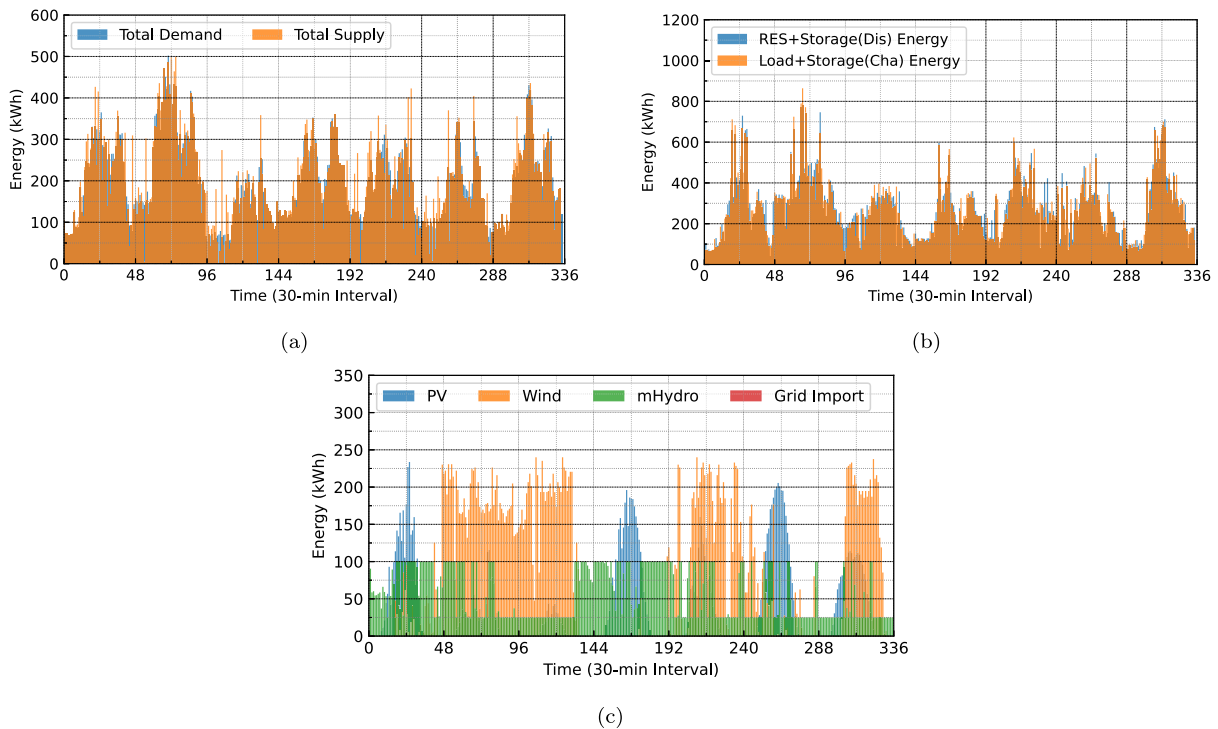 Total Demand Total Supply
600
500
400
300
200
100
0
Energy (kWh)
0 48 96 144 192 240 288 336
Time (30-min Interval)
(a)
RES+Storage(Dis) Energy
Load+Storage(Cha) Energy
1200
1000
800
600
400
200
0
Energy (kWh)
0 48 96 144 192 240 288 336
Time (30-min Interval)
(b)
PV Wind mHydro Grid Import
350
300
250
200
150
100
50
0
Energy (kWh)
0 48 96 144 192 240 288 336
Time (30-min Interval)
(c)